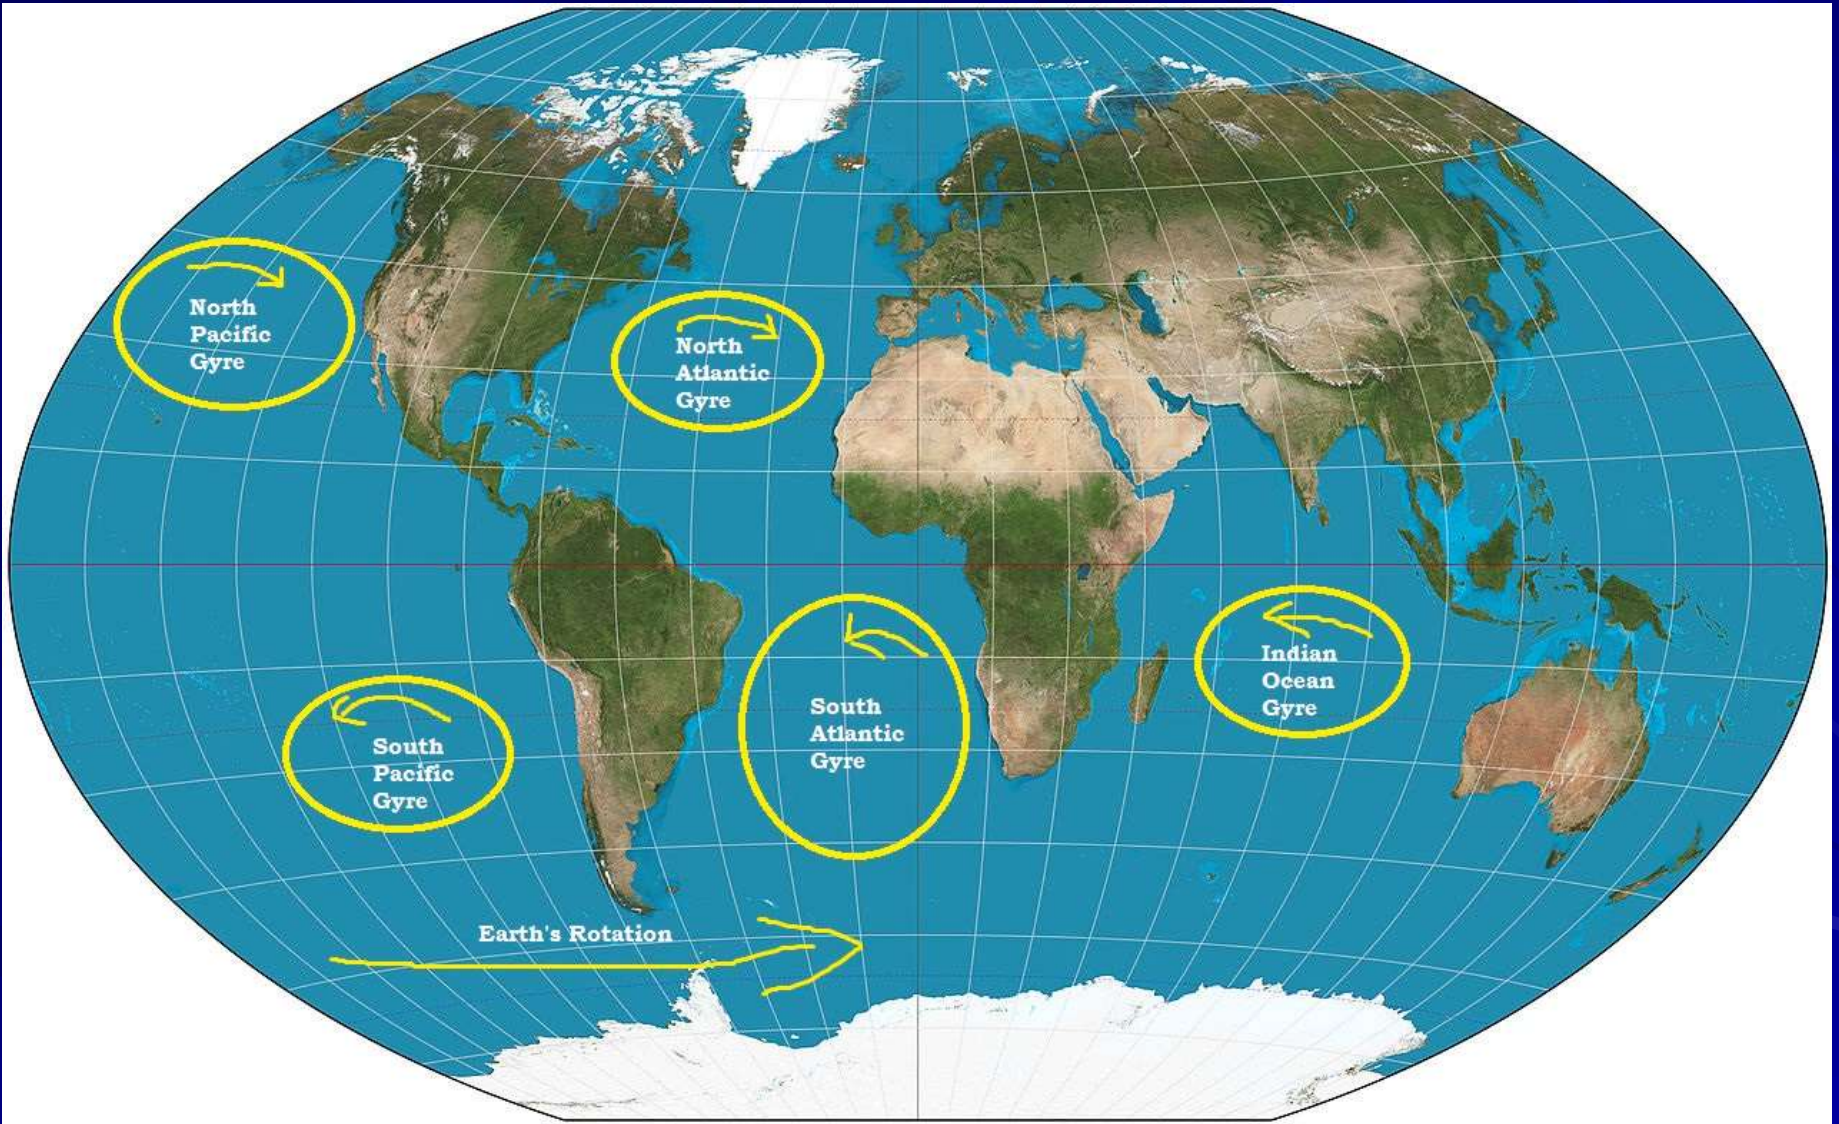 North
Pacific
Gyre
North
Atlantic
Gyre
South
Pacific
Gyre
South
Atlantic
Gyre
Indian
Ocean
Gyre
Earth's Rotation